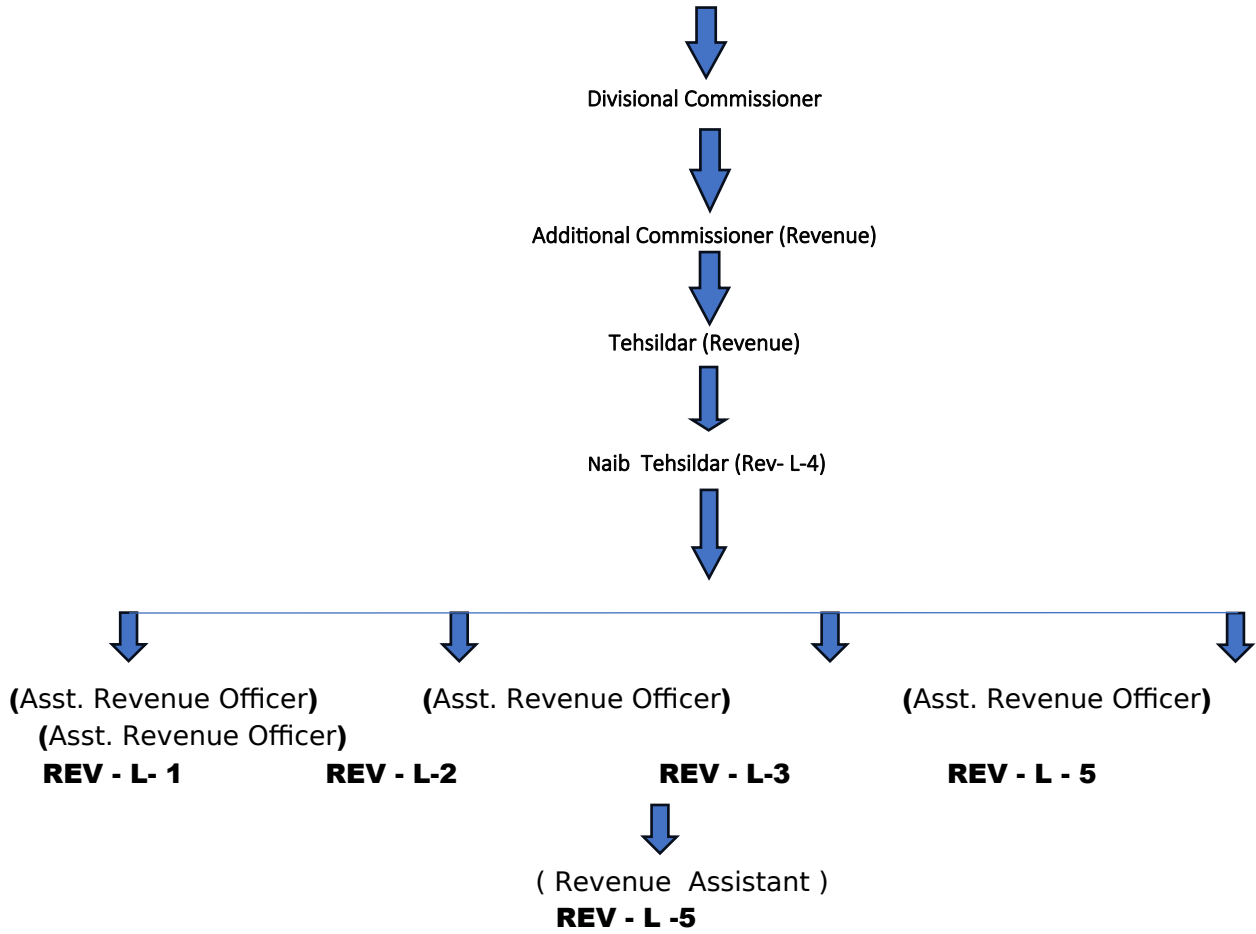 Divisional Commissioner
Additional Commissioner (Revenue)
Tehsildar (Revenue)
Naib Tehsildar (Rev- L-4)
(Asst. Revenue Officer) (Asst. Revenue Officer) (Asst. Revenue Officer)
(Asst. Revenue Officer)
REV - L- 1 REV - L-2 REV - L-3 REV - L - 5
( Revenue Assistant )
REV - L -5